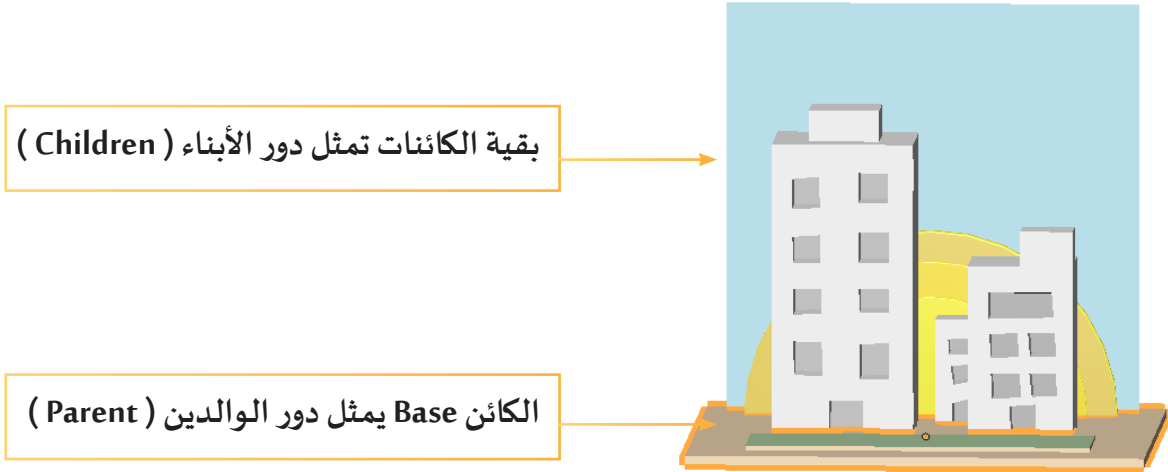 بقية الكائنات تمثل دور الأبناء ( Children )
الكائن Base يمثل دور الوالدين ( Parent )